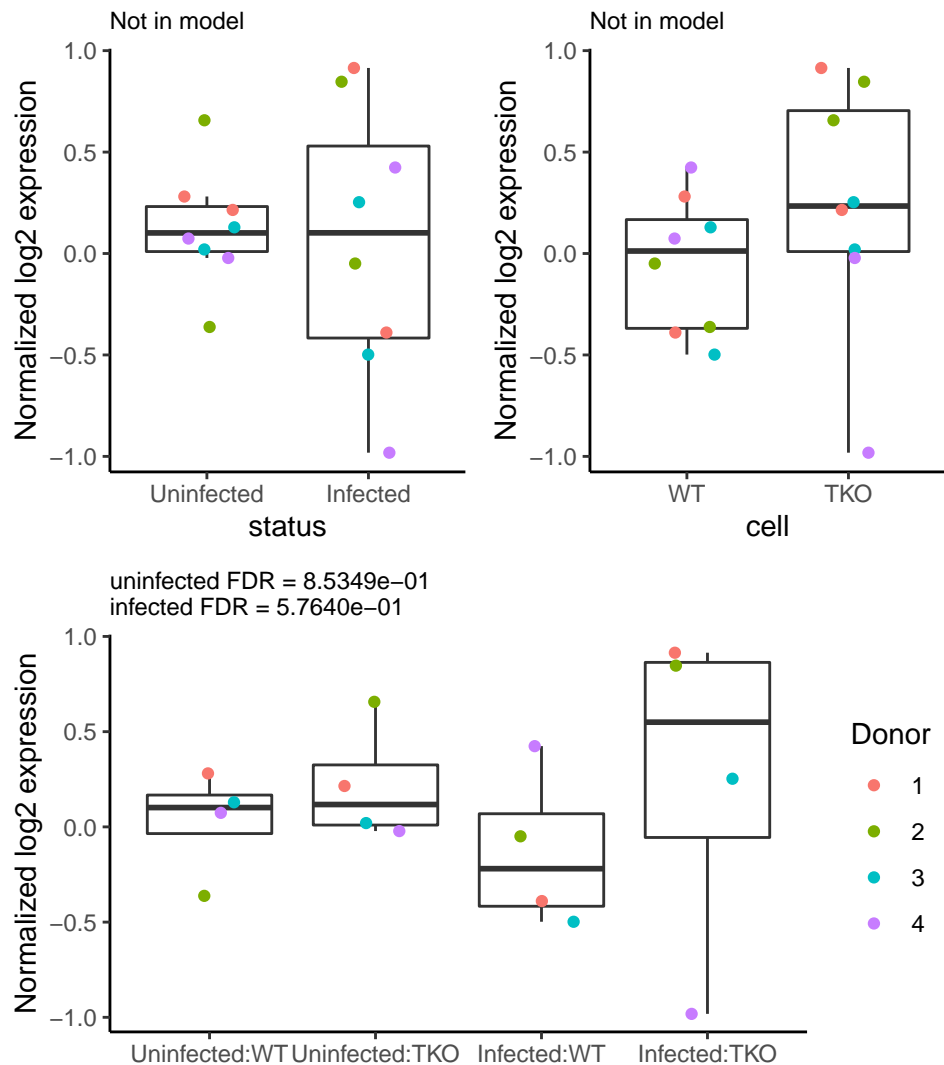 Not in model
Normalized log2 expression
1.0
0.5
0.0
−0.5
−1.0
Uninfected Infected
status
Not in model
Normalized log2 expression
1.0
0.5
0.0
−0.5
−1.0
WT TKO
cell
uninfected FDR = 8.5349e−01
infected FDR = 5.7640e−01
Normalized log2 expression
1.0
0.5
0.0
−0.5
−1.0
Uninfected:WT Uninfected:TKO Infected:WT Infected:TKO
Donor
1
2
3
4